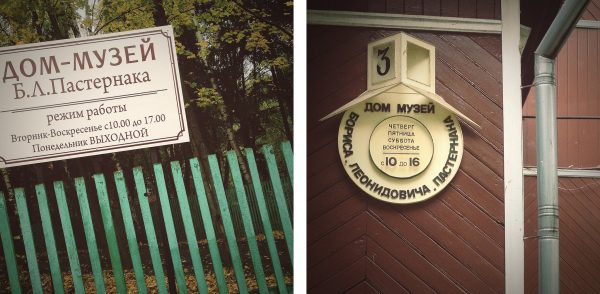 ДОМ-МУЗЕЙ
Б.Л.Пастернака
режим работы
Вторник-Воскресенье с 10.00 до 17.00
Понедельник ВЫХОДНОЙ
3
ДОМ МУЗЕЙ
БОРИСА ЛЕОНИДОВИЧА ПАСТЕРНАКА
ЧЕТВЕРГ
ПЯТНИЦА
СУББОТА
ВОСКРЕСЕНЬЕ
с 10 до 16